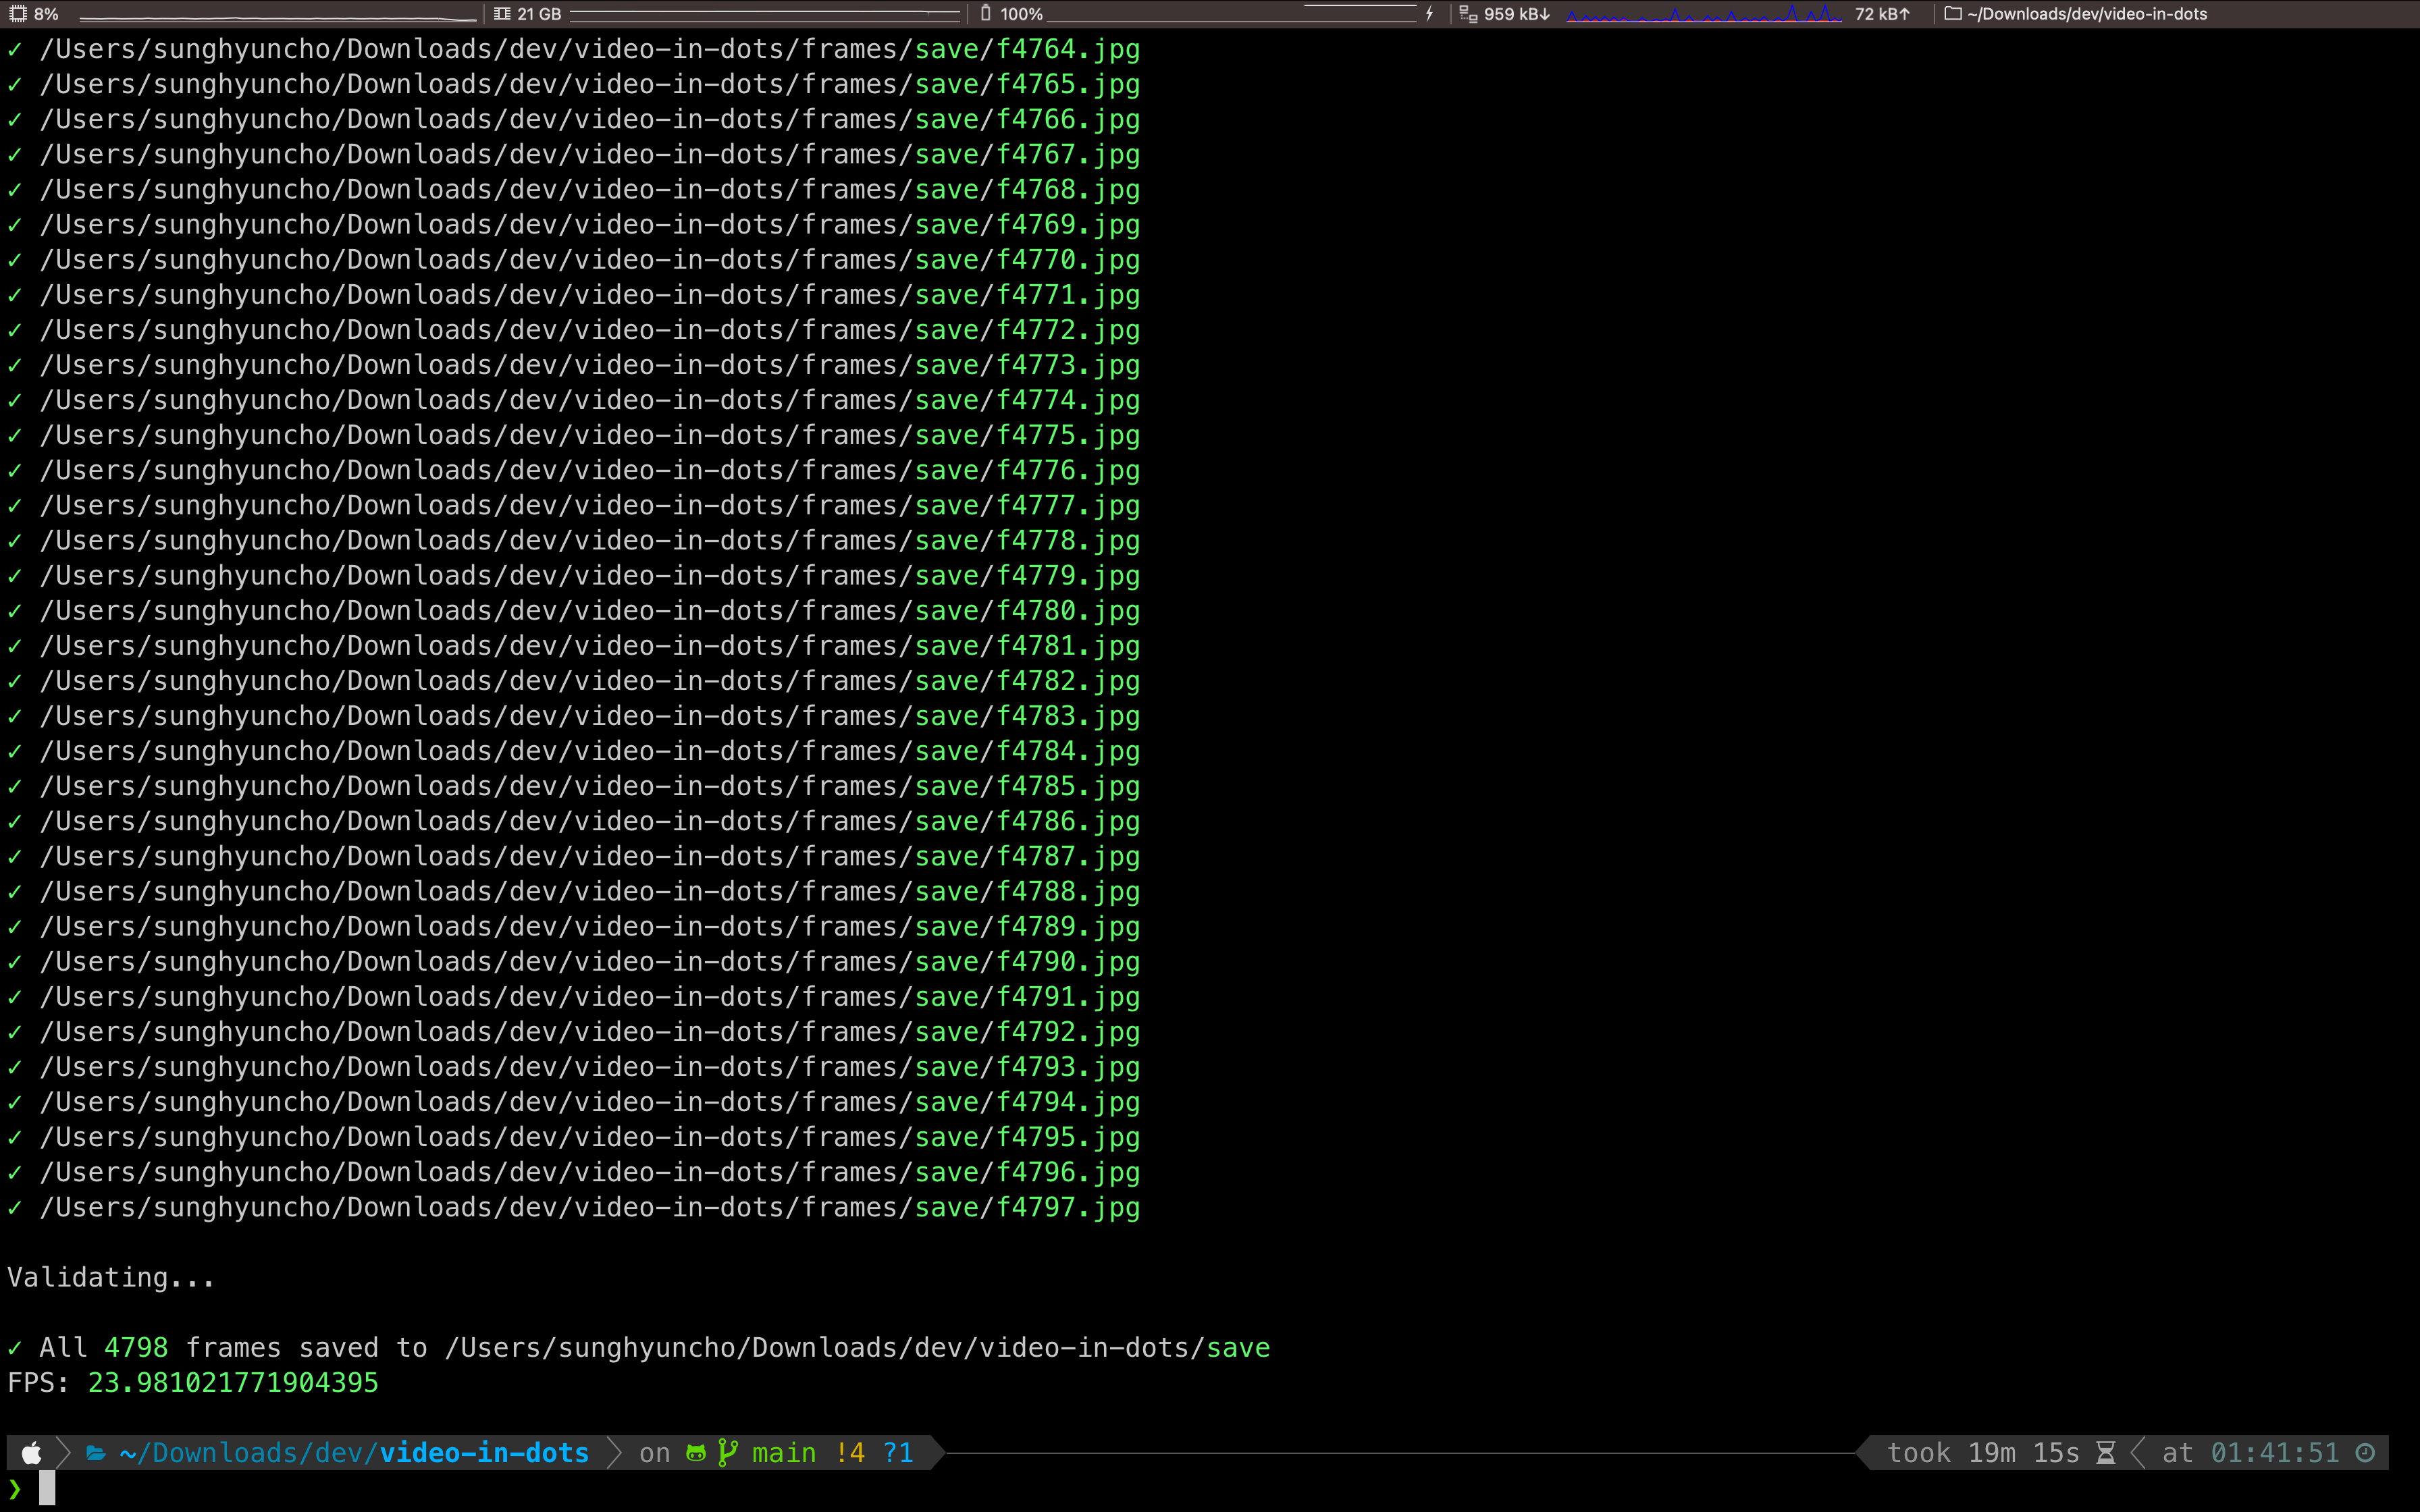 8% 21 GB 100% 959 kB↓ 72 kB↑ ~/Downloads/dev/video-in-dots
✓ /Users/sunghyuncho/Downloads/dev/video-in-dots/frames/save/f4764.jpg
✓ /Users/sunghyuncho/Downloads/dev/video-in-dots/frames/save/f4765.jpg
✓ /Users/sunghyuncho/Downloads/dev/video-in-dots/frames/save/f4766.jpg
✓ /Users/sunghyuncho/Downloads/dev/video-in-dots/frames/save/f4767.jpg
✓ /Users/sunghyuncho/Downloads/dev/video-in-dots/frames/save/f4768.jpg
✓ /Users/sunghyuncho/Downloads/dev/video-in-dots/frames/save/f4769.jpg
✓ /Users/sunghyuncho/Downloads/dev/video-in-dots/frames/save/f4770.jpg
✓ /Users/sunghyuncho/Downloads/dev/video-in-dots/frames/save/f4771.jpg
✓ /Users/sunghyuncho/Downloads/dev/video-in-dots/frames/save/f4772.jpg
✓ /Users/sunghyuncho/Downloads/dev/video-in-dots/frames/save/f4773.jpg
✓ /Users/sunghyuncho/Downloads/dev/video-in-dots/frames/save/f4774.jpg
✓ /Users/sunghyuncho/Downloads/dev/video-in-dots/frames/save/f4775.jpg
✓ /Users/sunghyuncho/Downloads/dev/video-in-dots/frames/save/f4776.jpg
✓ /Users/sunghyuncho/Downloads/dev/video-in-dots/frames/save/f4777.jpg
✓ /Users/sunghyuncho/Downloads/dev/video-in-dots/frames/save/f4778.jpg
✓ /Users/sunghyuncho/Downloads/dev/video-in-dots/frames/save/f4779.jpg
✓ /Users/sunghyuncho/Downloads/dev/video-in-dots/frames/save/f4780.jpg
✓ /Users/sunghyuncho/Downloads/dev/video-in-dots/frames/save/f4781.jpg
✓ /Users/sunghyuncho/Downloads/dev/video-in-dots/frames/save/f4782.jpg
✓ /Users/sunghyuncho/Downloads/dev/video-in-dots/frames/save/f4783.jpg
✓ /Users/sunghyuncho/Downloads/dev/video-in-dots/frames/save/f4784.jpg
✓ /Users/sunghyuncho/Downloads/dev/video-in-dots/frames/save/f4785.jpg
✓ /Users/sunghyuncho/Downloads/dev/video-in-dots/frames/save/f4786.jpg
✓ /Users/sunghyuncho/Downloads/dev/video-in-dots/frames/save/f4787.jpg
✓ /Users/sunghyuncho/Downloads/dev/video-in-dots/frames/save/f4788.jpg
✓ /Users/sunghyuncho/Downloads/dev/video-in-dots/frames/save/f4789.jpg
✓ /Users/sunghyuncho/Downloads/dev/video-in-dots/frames/save/f4790.jpg
✓ /Users/sunghyuncho/Downloads/dev/video-in-dots/frames/save/f4791.jpg
✓ /Users/sunghyuncho/Downloads/dev/video-in-dots/frames/save/f4792.jpg
✓ /Users/sunghyuncho/Downloads/dev/video-in-dots/frames/save/f4793.jpg
✓ /Users/sunghyuncho/Downloads/dev/video-in-dots/frames/save/f4794.jpg
✓ /Users/sunghyuncho/Downloads/dev/video-in-dots/frames/save/f4795.jpg
✓ /Users/sunghyuncho/Downloads/dev/video-in-dots/frames/save/f4796.jpg
✓ /Users/sunghyuncho/Downloads/dev/video-in-dots/frames/save/f4797.jpg
Validating...
✓ All 4798 frames saved to /Users/sunghyuncho/Downloads/dev/video-in-dots/save
FPS: 23.981021771904395
~/Downloads/dev/video-in-dots on main !4 ?1 took 19m 15s at 01:41:51
❯